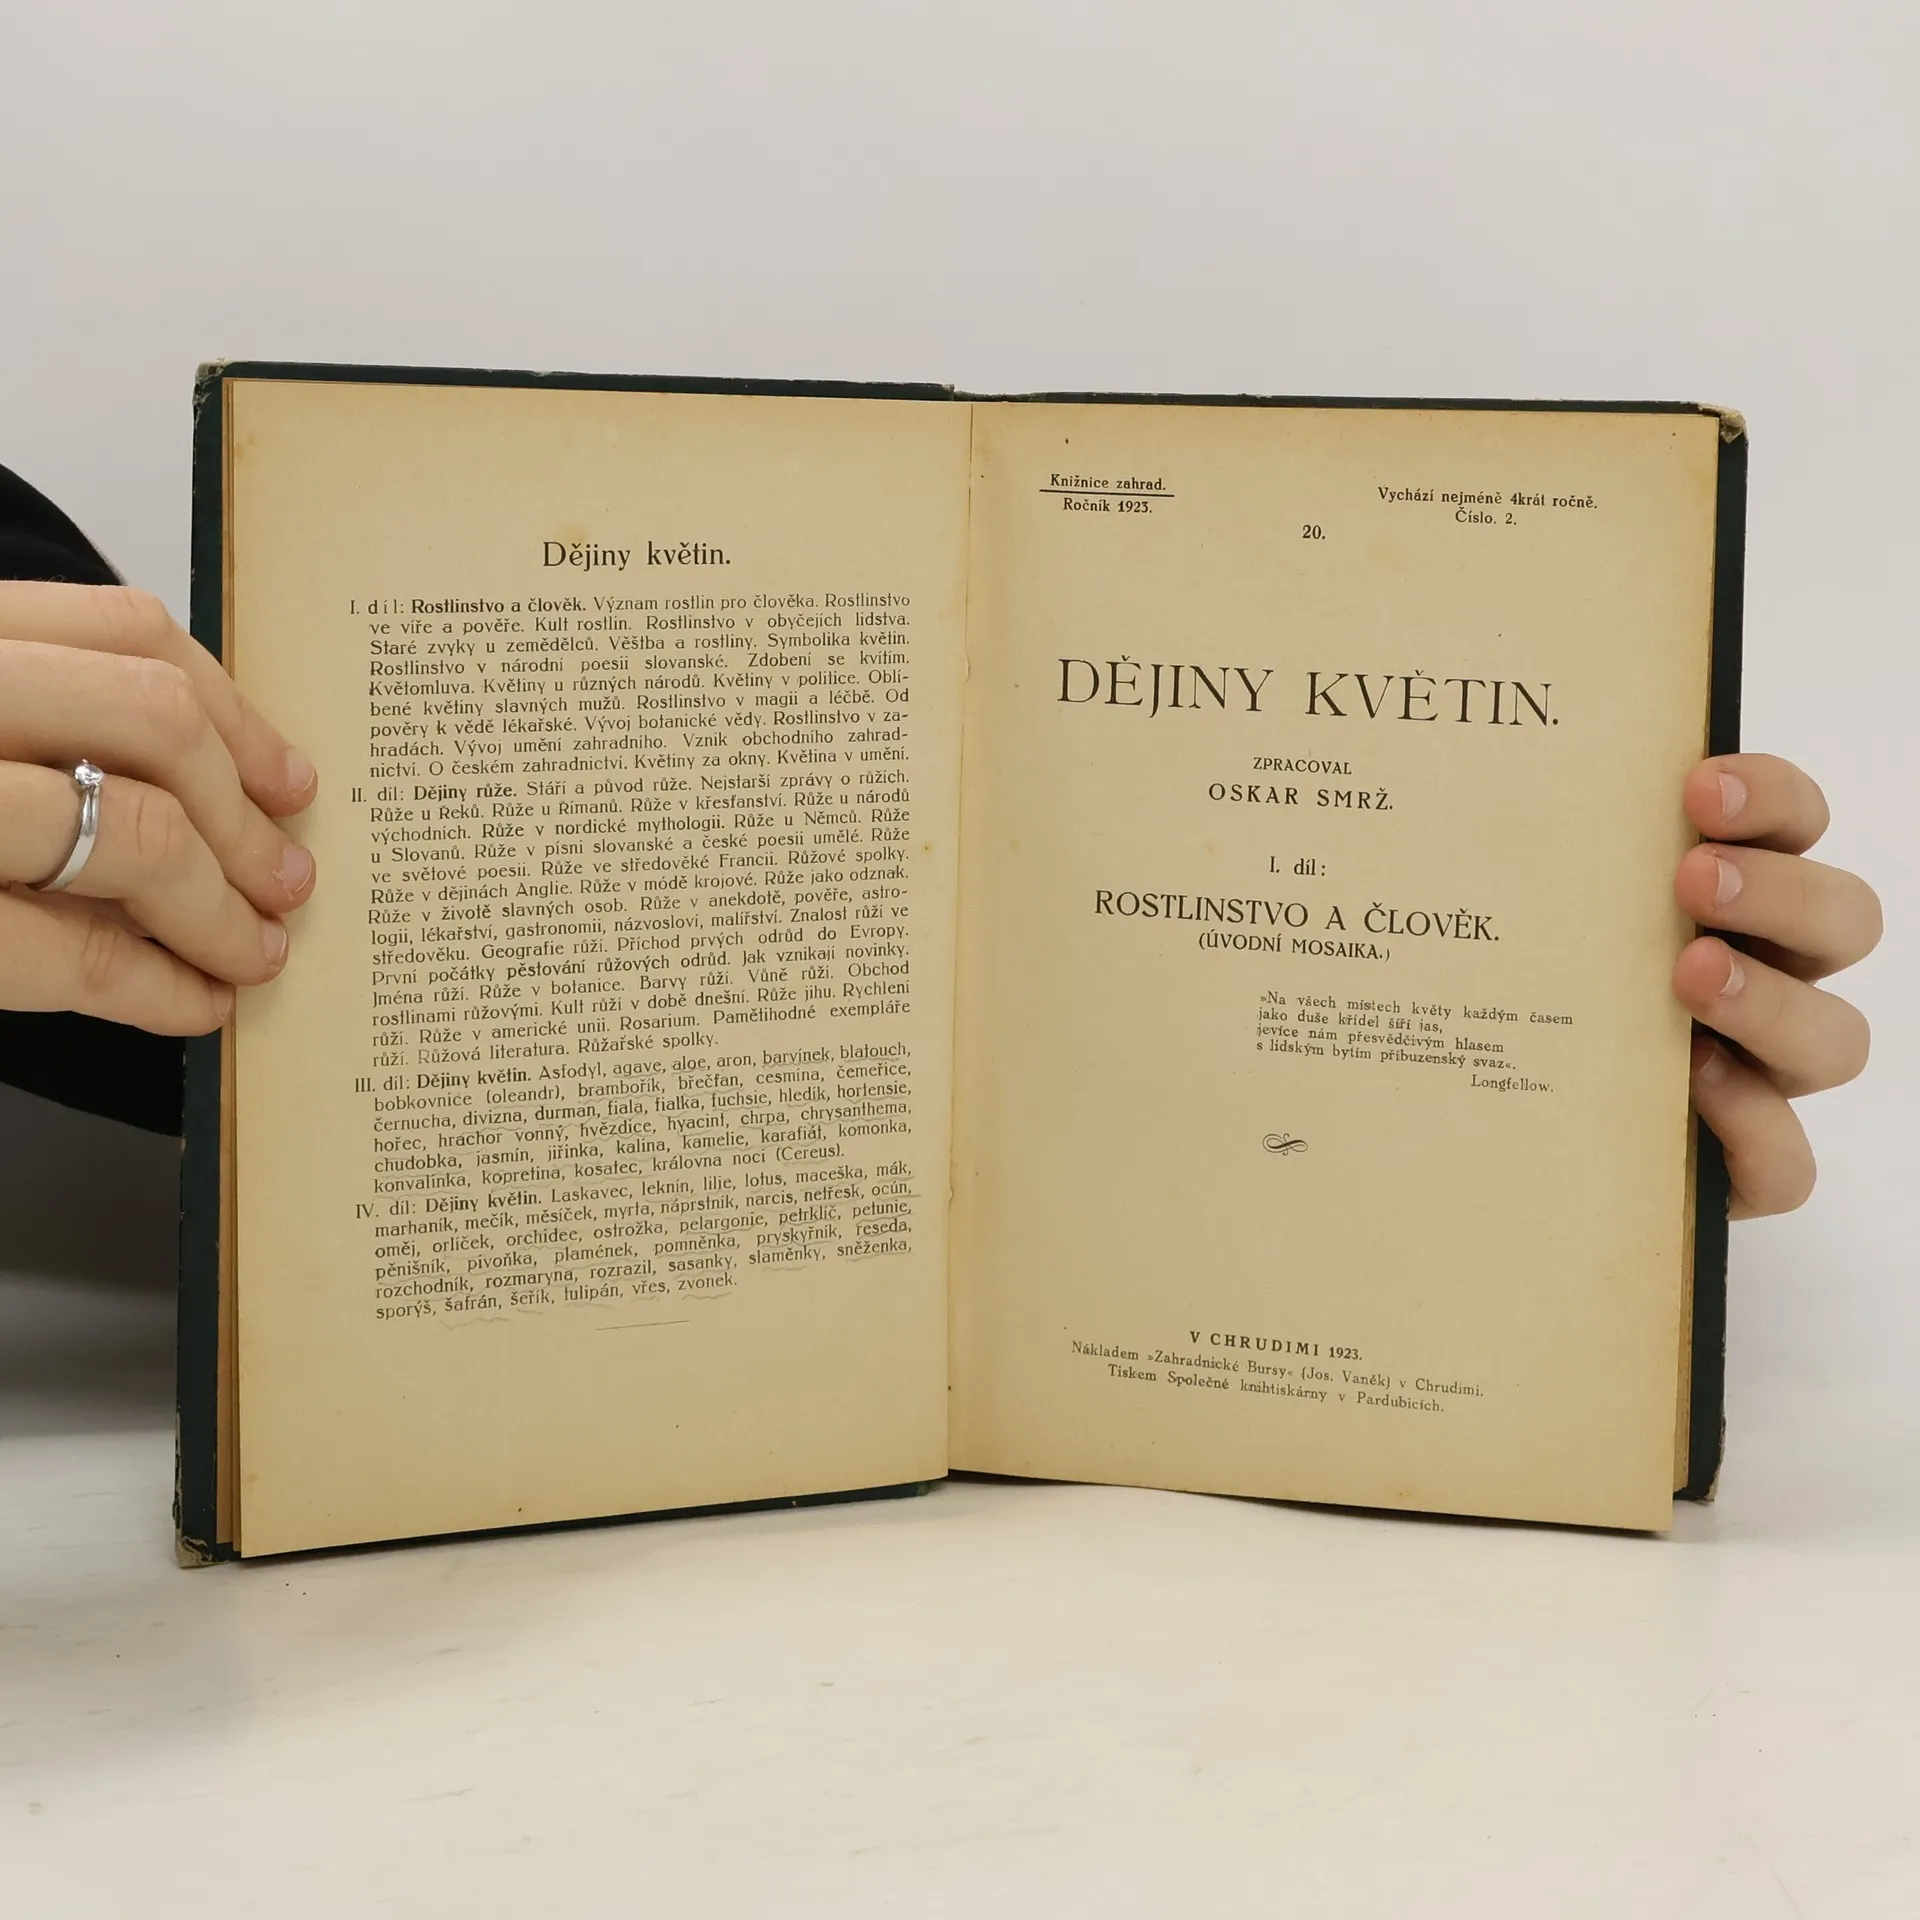 Dějiny květin.
I. díl: Rostlinstvo a člověk. Význam rostlin pro člověka. Rostlinstvo
ve víře a pověře. Kult rostlin. Rostlinstvo v obyčejích lidstva.
Staré zvyky u zemědělců. Věštba a rostliny. Symbolika květin.
Rostlinstvo v národní poesii slovanské. Zdobení se kvítím.
Květomluva. Květiny u různých národů. Květiny v politice. Oblí-
bené květiny slavných mužů. Rostlinstvo v magii a léčbě. Od
pověry k vědě lékařské. Vývoj botanické vědy. Rostlinstvo v za-
hradách. Vývoj umění zahradního. Vznik obchodního zahrad-
nictví. O českém zahradnictví. Květiny za okny. Květina v umění.
II. díl: Dějiny růže. Stáří a původ růže. Nejstarší zprávy o růžích.
Růže u Řeků. Růže u Římanů. Růže v křesťanství. Růže u národů
východních. Růže v nordické mythologii. Růže u Němců. Růže
u Slovanů. Růže v písni slovanské a české poesii umělé. Růže
ve světové poesii. Růže ve středověké Francii. Růžové spolky.
Růže v dějinách Anglie. Růže v módě krojové. Růže jako odznak.
Růže v životě slavných osob. Růže v anekdotě, pověře, astro-
logii, lékařství, gastronomii, názvosloví, malířství. Znalost růží ve
středověku. Geografie růží. Příchod prvých odrůd do Evropy.
První počátky pěstování růžových odrůd. Jak vznikají novinky.
Jména růží. Růže v botanice. Barvy růží. Vůně růží. Obchod
rostlinami růžovými. Kult růží v době dnešní. Růže jihu. Rychlení
růží. Růže v americké unii. Rosarium. Pamětihodné exempláře
růží. Růžová literatura. Růžařské spolky.
III. díl: Dějiny květin. Asfodyl, agave, aloe, aron, barvínek, blatouch,
bobkovnice (oleandr), brambořík, břečťan, cesmína, čemeřice,
černucha, divizna, durman, fiala, fialka, fuchsie, hledík, hortensie,
hořec, hrachor vonný, hvězdice, hyacint, chrpa, chrysanthema,
chudobka, jasmín, jiřinka, kalina, kamelie, karafiát, komonka,
konvalinka, kopretina, kosatec, královna noci (Cereus).
IV. díl: Dějiny květin. Laskavec, leknín, lilje, lotus, maceška, mák,
marhaník, mečík, měsíček, myrta, náprstník, narcis, netřesk, ocún,
oměj, orlíček, orchidee, ostrožka, pelargonie, petrklíč, petunie,
pěnišník, pivoňka, plamének, pomněnka, pryskyřník, reseda,
rozchodník, rozmaryna, rozrazil, sasanky, slaměnky, sněženka,
sporýš, šafrán, šeřík, tulipán, vřes, zvonek.
Knižnice zahrad.
Ročník 1923.
Vychází nejméně 4krát ročně.
Číslo. 2.
20.
DĚJINY KVĚTIN.
ZPRACOVAL
OSKAR SMRŽ.
I. díl:
ROSTLINSTVO A ČLOVĚK.
(ÚVODNÍ MOSAIKA.)
»Na všech místech květy každým časem
jako duše křídel šíří jas,
jevíce nám přesvědčivým hlasem
s lidským bytím příbuzenský svaz«.
Longfellow.
V CHRUDIMI 1923.
Nákladem »Zahradnické Bursy« (Jos. Vaněk) v Chrudimi.
Tiskem Společné knihtiskárny v Pardubicích.